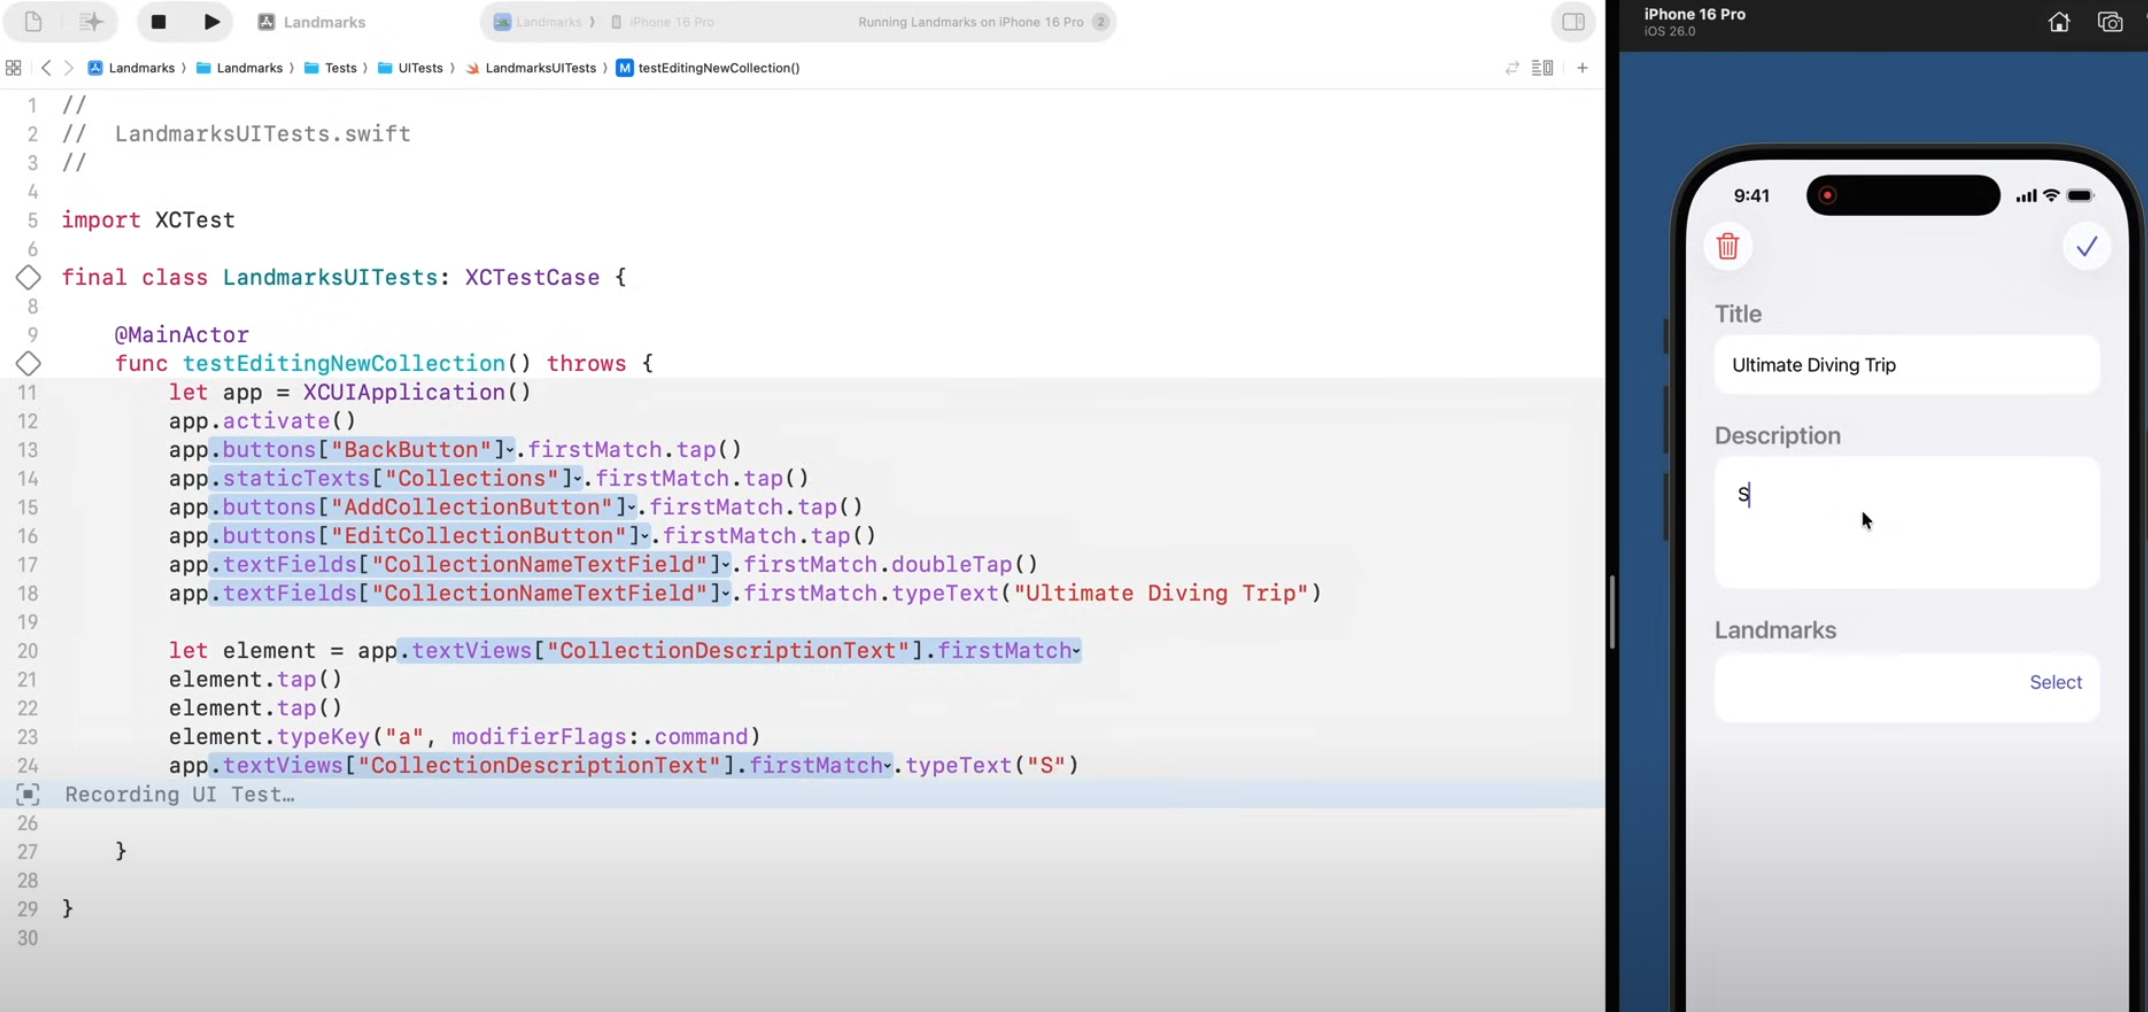 Landmarks
Landmarks 〉 iPhone 16 Pro
Running Landmarks on iPhone 16 Pro 2
Landmarks 〉 Landmarks 〉 Tests 〉 UITests 〉 LandmarksUITests 〉 M testEditingNewCollection()
1 //
2 // LandmarksUITests.swift
3 //
4
5 import XCTest
6
final class LandmarksUITests: XCTestCase {
8
9 @MainActor
func testEditingNewCollection() throws {
11 let app = XCUIApplication()
12 app.activate()
13 app.buttons["BackButton"].firstMatch.tap()
14 app.staticTexts["Collections"].firstMatch.tap()
15 app.buttons["AddCollectionButton"].firstMatch.tap()
16 app.buttons["EditCollectionButton"].firstMatch.tap()
17 app.textFields["CollectionNameTextField"].firstMatch.doubleTap()
18 app.textFields["CollectionNameTextField"].firstMatch.typeText("Ultimate Diving Trip")
19
20 let element = app.textViews["CollectionDescriptionText"].firstMatch
21 element.tap()
22 element.tap()
23 element.typeKey("a", modifierFlags:.command)
24 app.textViews["CollectionDescriptionText"].firstMatch.typeText("S")
Recording UI Test…
26
27 }
28
29 }
30
iPhone 16 Pro
iOS 26.0
9:41
Title
Ultimate Diving Trip
Description
S
Landmarks
Select